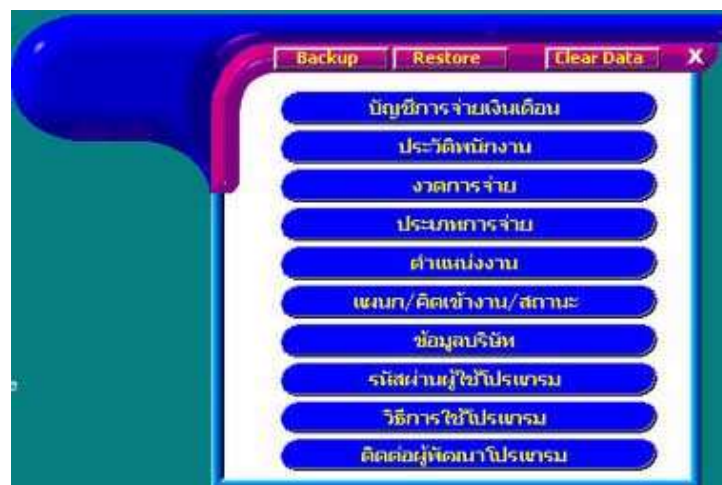 Backup Restore Clear Data X
บัญชีการจ่ายเงินเดือน
ประวัติพนักงาน
งวดการจ่าย
ประเภทการจ่าย
ตำแหน่งงาน
แผนก/คิดเข้างาน/สถานะ
ข้อมูลบริษัท
รหัสผ่านผู้ใช้โปรแกรม
วิธีการใช้โปรแกรม
ติดต่อผู้พัฒนาโปรแกรม